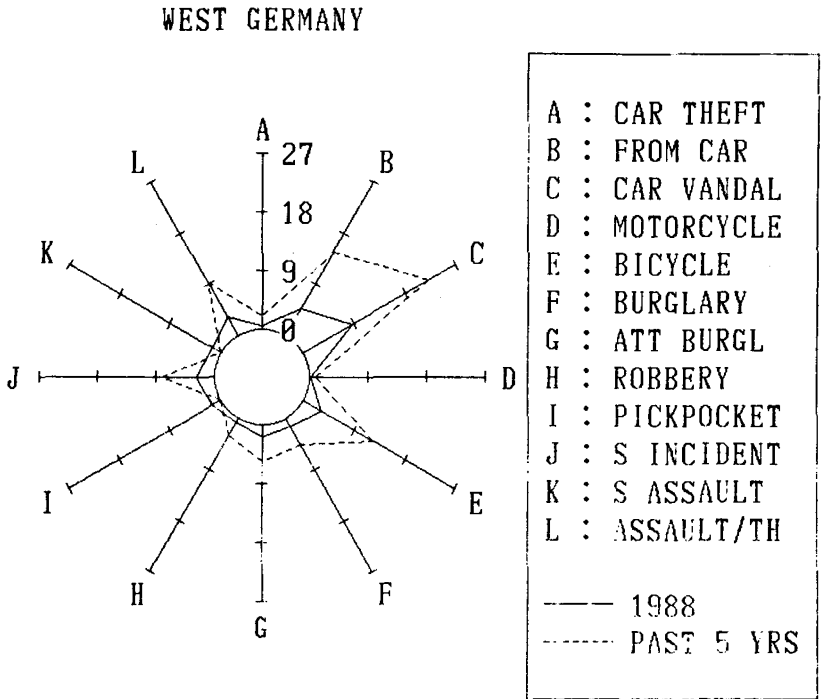 WEST GERMANY
A
27
18
9
0
B
C
D
E
F
G
H
I
J
K
L
A : CAR THEFT
B : FROM CAR
C : CAR VANDAL
D : MOTORCYCLE
E : BICYCLE
F : BURGLARY
G : ATT BURGL
H : ROBBERY
I : PICKPOCKET
J : S INCIDENT
K : S ASSAULT
L : ASSAULT/TH
1988
PAST 5 YRS